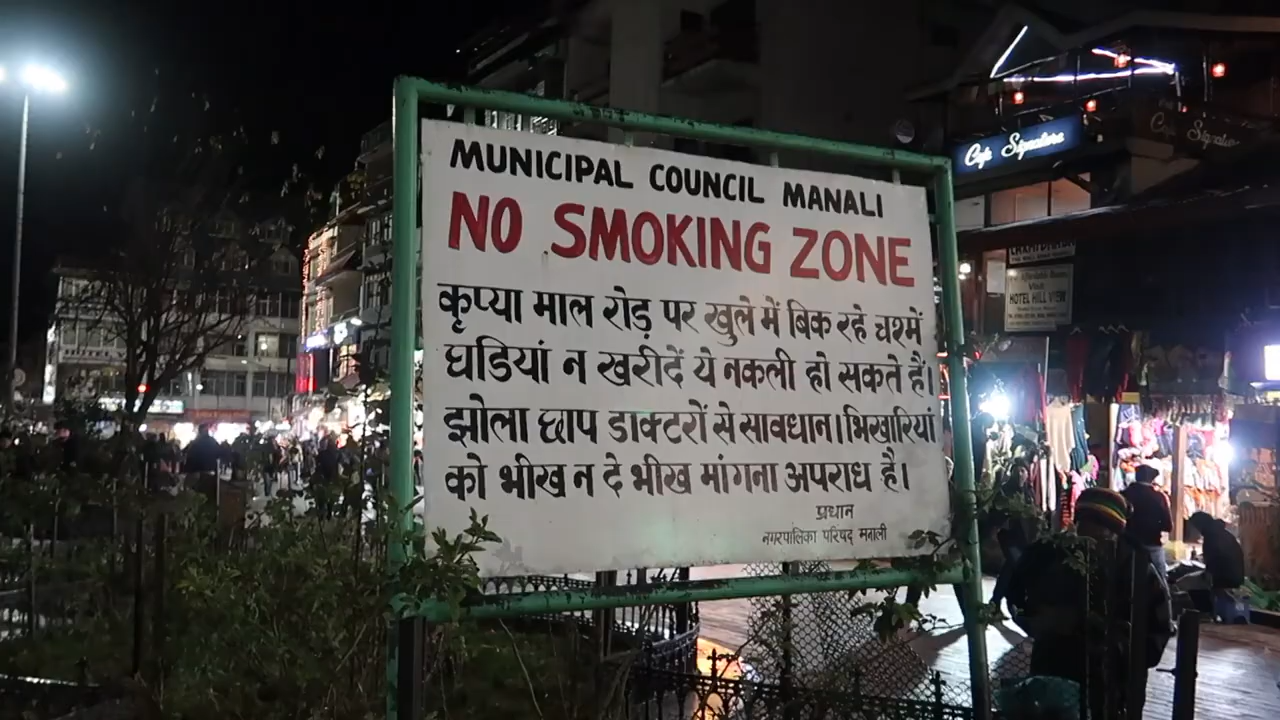 MUNICIPAL COUNCIL MANALI
NO SMOKING ZONE
कृप्या माल रोड़ पर खुले में बिक रहे चश्में
घडियां न खरीदें ये नकली हो सकते हैं।
झोला छाप डाक्टरों से सावधान। भिखारियां
को भीख न दे भीख मांगना अपराध है।
प्रधान
नगरपालिका परिषद् मनाली
Cafe Signature
Visit
HOTEL HILL VIEW